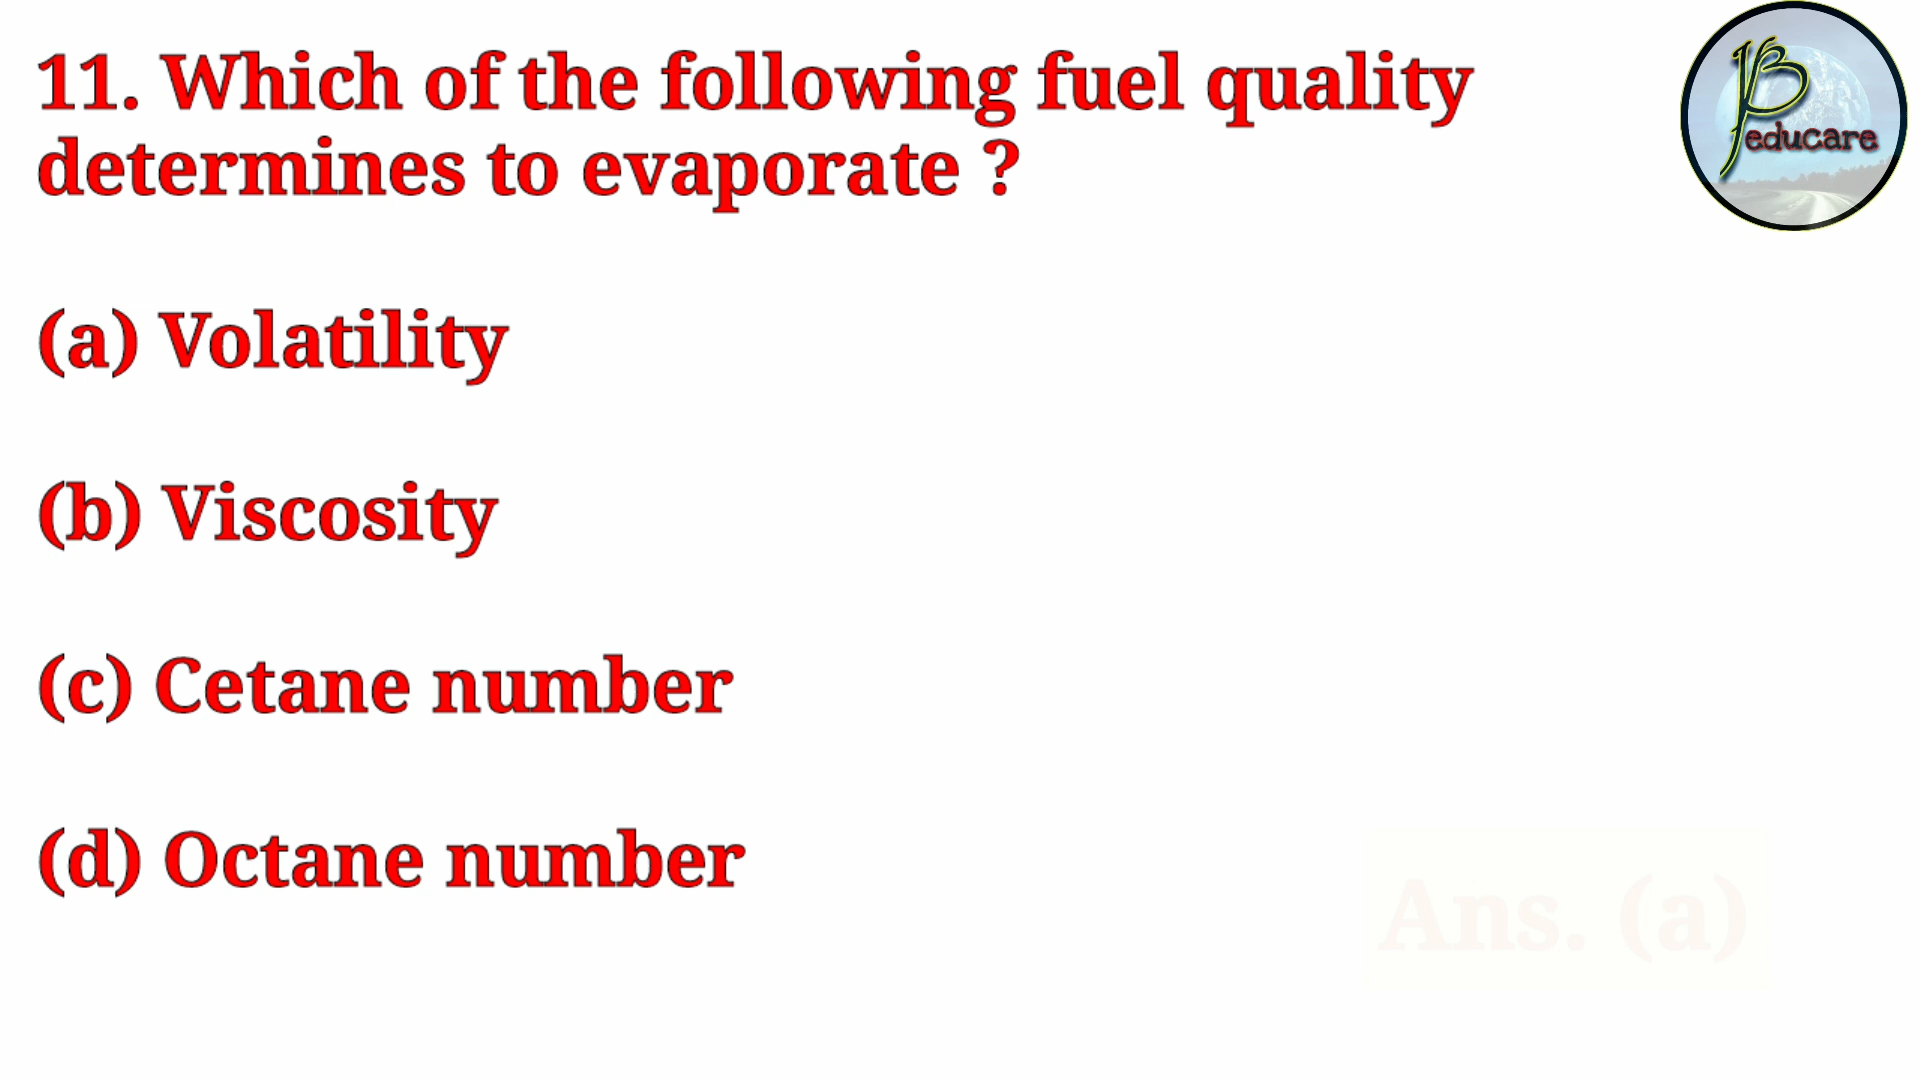 11. Which of the following fuel quality
determines to evaporate ?
(a) Volatility
(b) Viscosity
(c) Cetane number
(d) Octane number
Ans. (a)
educare